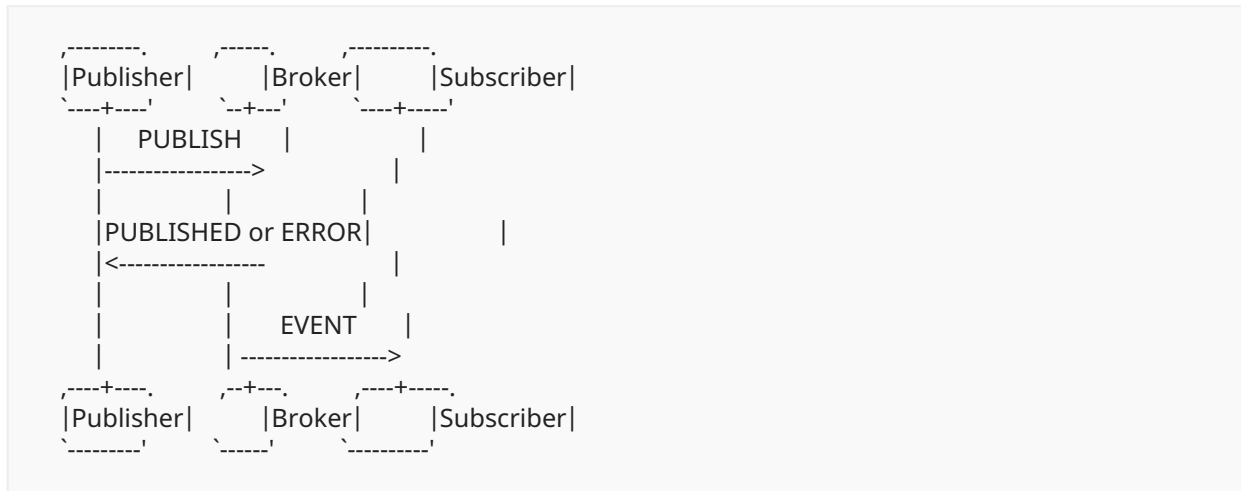 ,---------.          ,------.          ,----------.
|Publisher|          |Broker|          |Subscriber|
`----+----'          `--+---'          `----+-----'
|     PUBLISH      |                   |
|------------------>                   |
|                  |                   |
|PUBLISHED or ERROR|                   |
|<------------------                   |
|                  |                   |
|                  |       EVENT       |
|                  | ------------------>
,----+----.          ,--+---.          ,----+-----.
|Publisher|          |Broker|          |Subscriber|
`---------'          `------'          `----------'